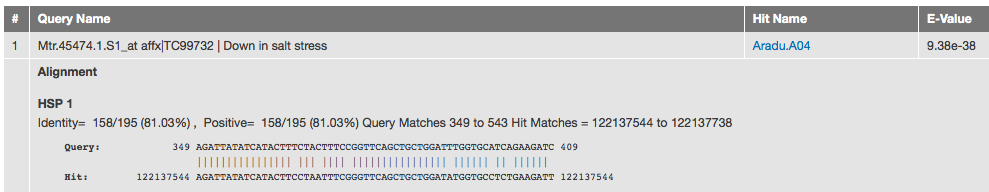 # Query Name Hit Name E-Value
1 Mtr.45474.1.S1_at affx|TC99732 | Down in salt stress Aradu.A04 9.38e-38
Alignment
HSP 1
Identity= 158/195 (81.03%) , Positive= 158/195 (81.03%) Query Matches 349 to 543 Hit Matches = 122137544 to 122137738
Query: 349 AGATTATATCATACTTTCTACTTTCCGGTTCAGCTGCTGGATTTGGTGCATCAGAAGATC 409
|||||||||||||||| ||| |||| |||||||||||||||||| |||||| || ||||||
Hit: 122137544 AGATTATATCATACTTCCTAATTTCGGGTTCAGCTGCTGGATATGGTGCCTCTGAAGATT 122137544